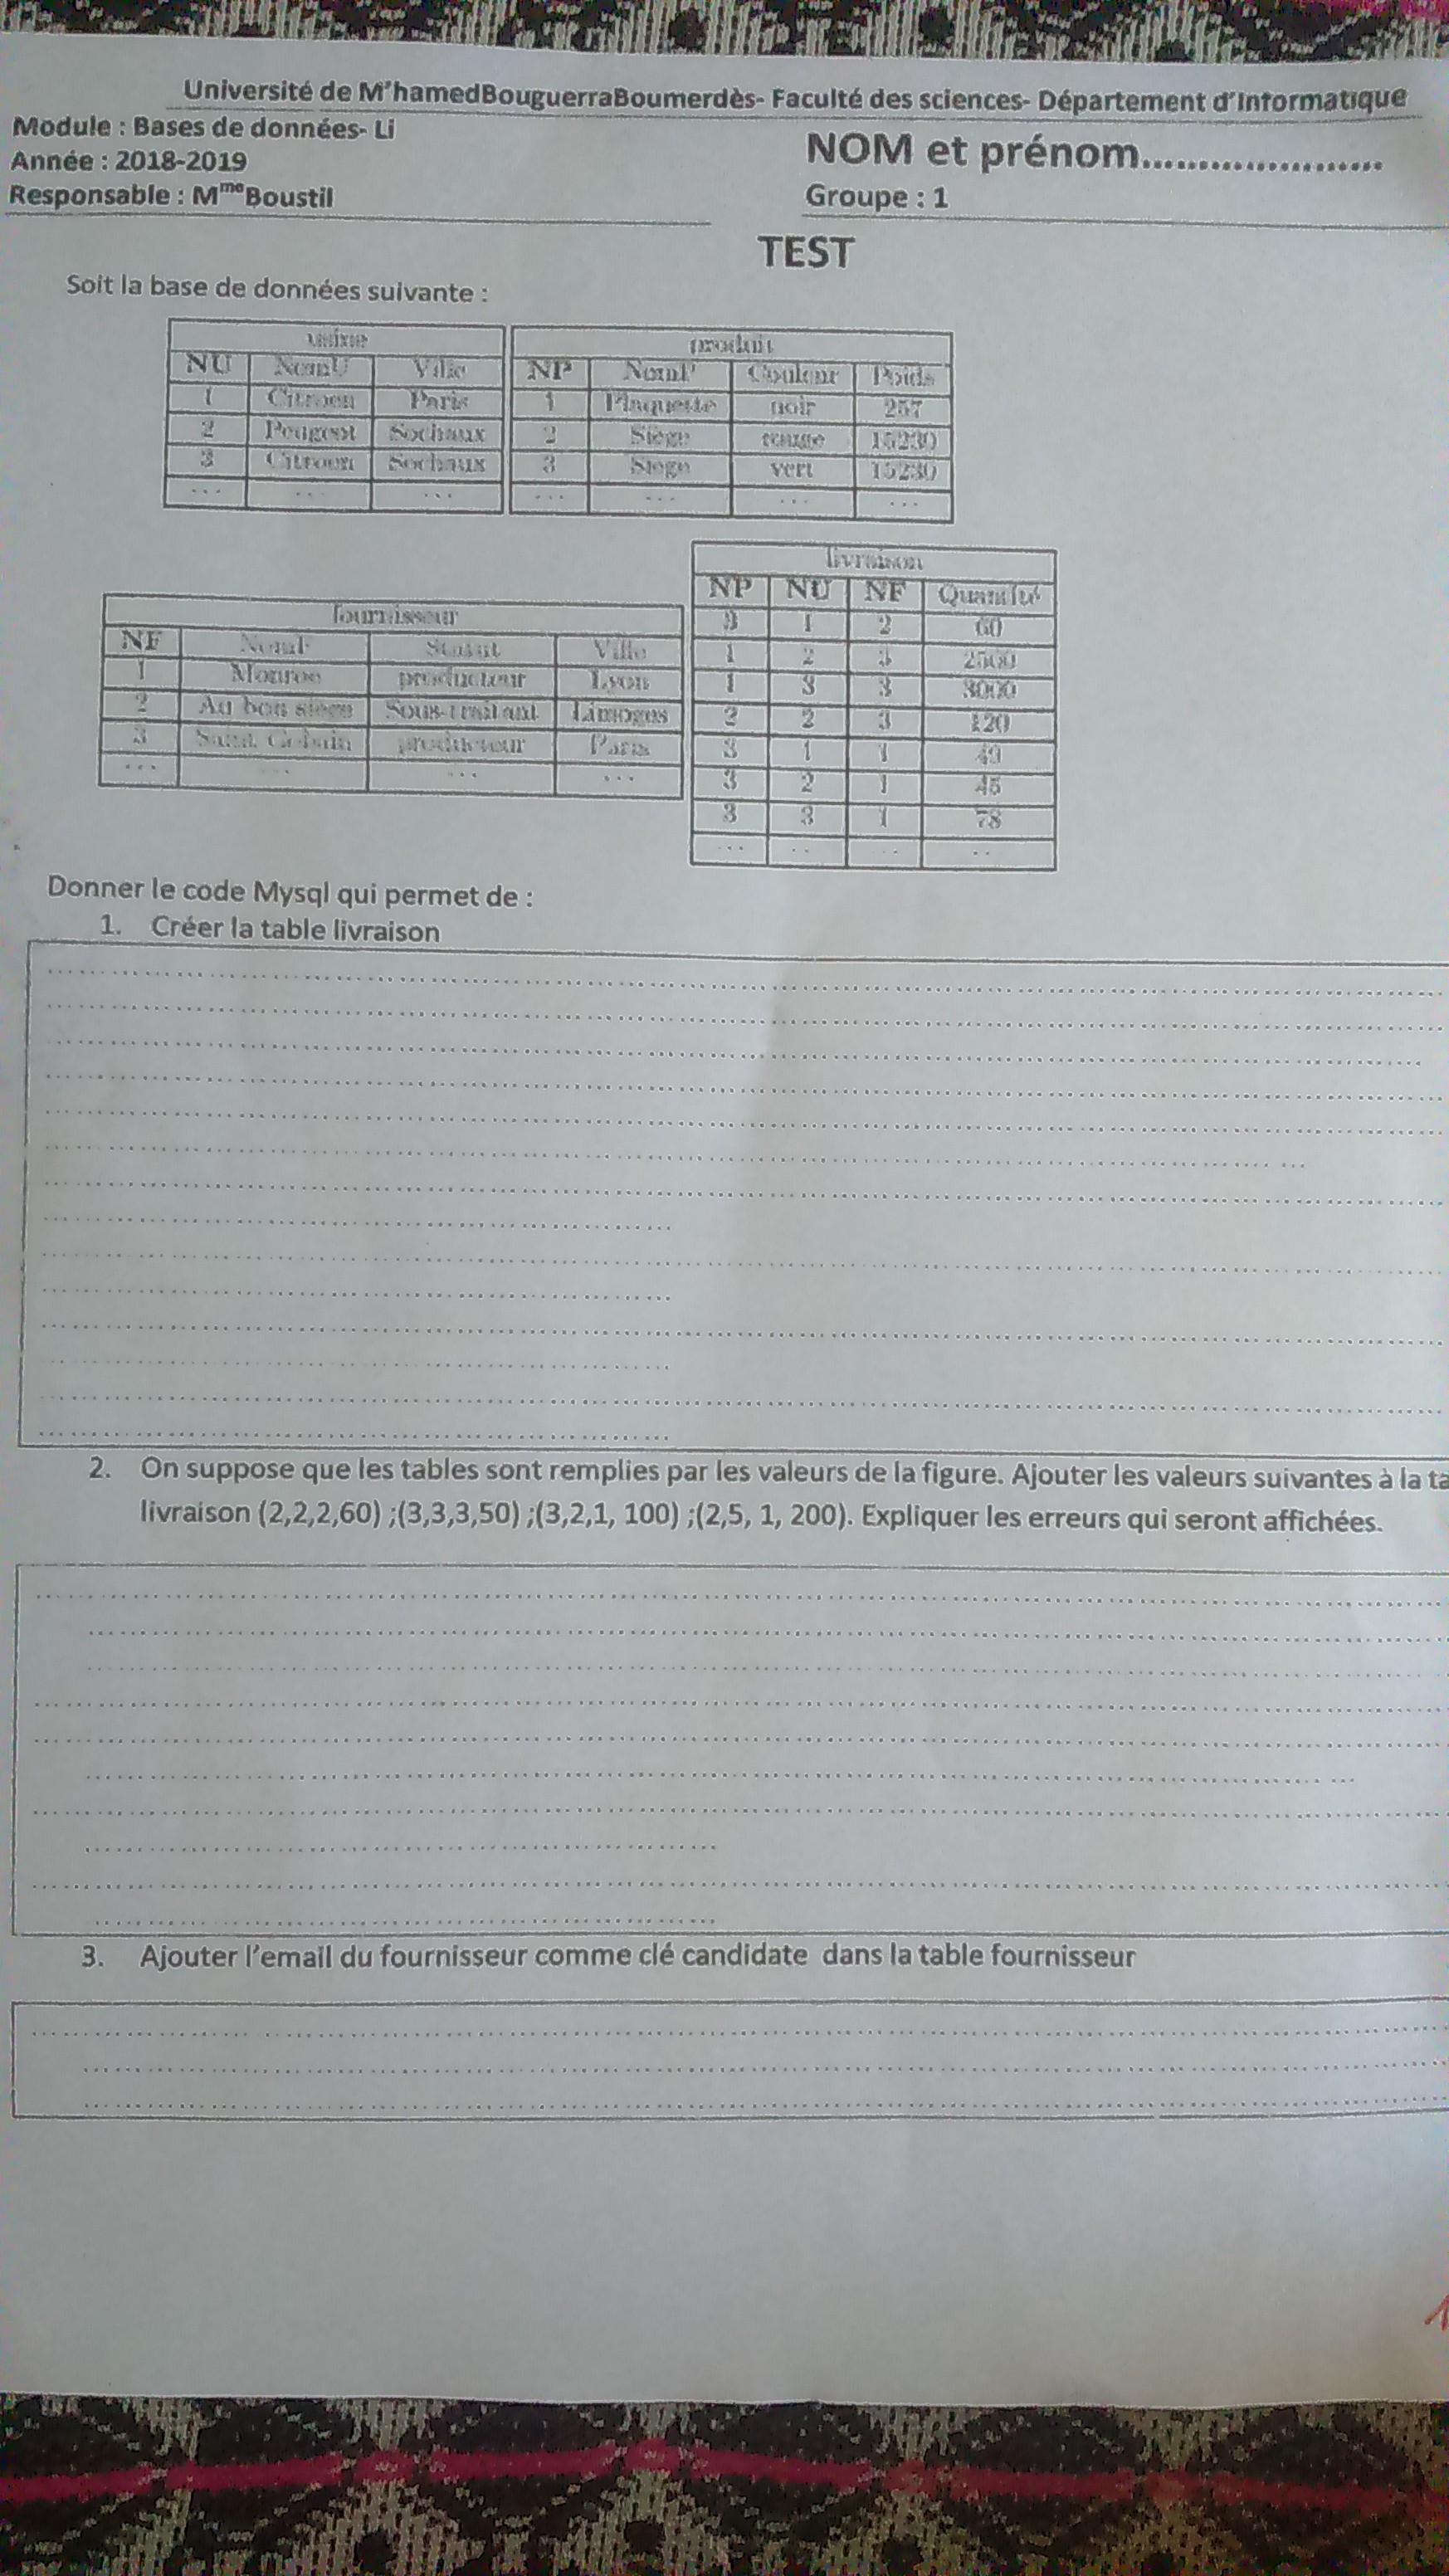 Université de M'hamedBouguerraBoumerdès- Faculté des sciences- Département d'Informatique
Module : Bases de données- Li
Année : 2018-2019
Responsable : MmeBoustil
NOM et prénom.....................
Groupe : 1
TEST
Soit la base de données suivante :
usine
NU NomU Ville
1 Citroen Paris
2 Peugeot Sochaux
3 Citroen Sochaux
... ... ...
produit
NP NomP Couleur Poids
1 Plaquette noir 257
2 Siège rouge 15230
3 Siège vert 15230
... ... ... ...
fournisseur
NF NomF Statut Ville
1 Monroe producteur Lyon
2 Au bon siège Sous-traitant Limoges
3 Saint Gobain producteur Paris
... ... ... ...
livraison
NP NU NF Quantité
3 1 2 60
1 2 3 2500
1 3 3 3000
2 2 3 120
3 1 1 49
3 2 1 45
3 3 1 78
... .. .. ..
Donner le code Mysql qui permet de :
1. Créer la table livraison
2. On suppose que les tables sont remplies par les valeurs de la figure. Ajouter les valeurs suivantes à la ta
livraison (2,2,2,60) ;(3,3,3,50) ;(3,2,1, 100) ;(2,5, 1, 200). Expliquer les erreurs qui seront affichées.
3. Ajouter l'email du fournisseur comme clé candidate dans la table fournisseur